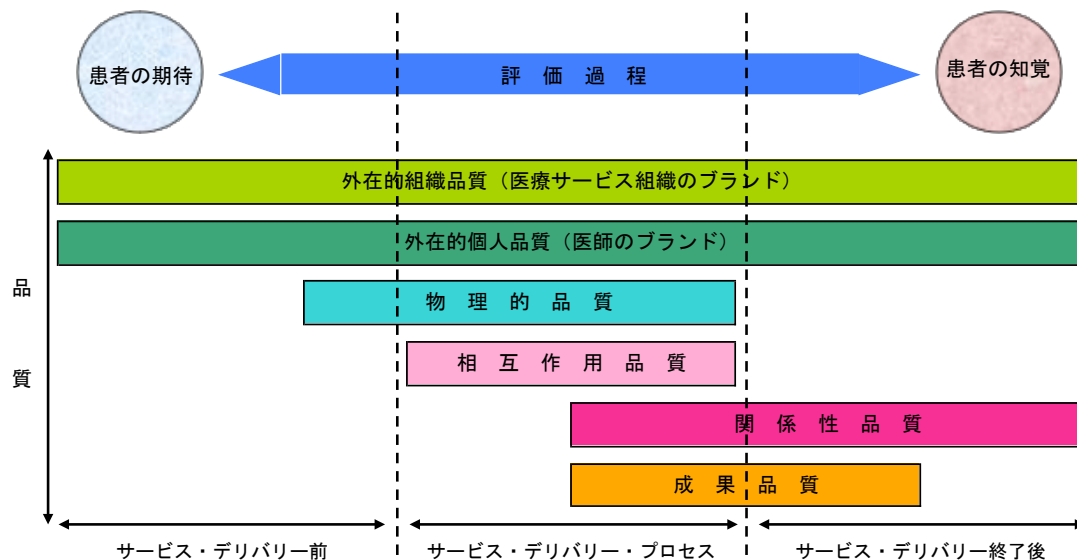 患者の期待
評価過程
患者の知覚
外在的組織品質（医療サービス組織のブランド）
外在的個人品質（医師のブランド）
物理的品質
相互作用品質
関係性品質
成果品質
品質
サービス・デリバリー前
サービス・デリバリー・プロセス
サービス・デリバリー終了後